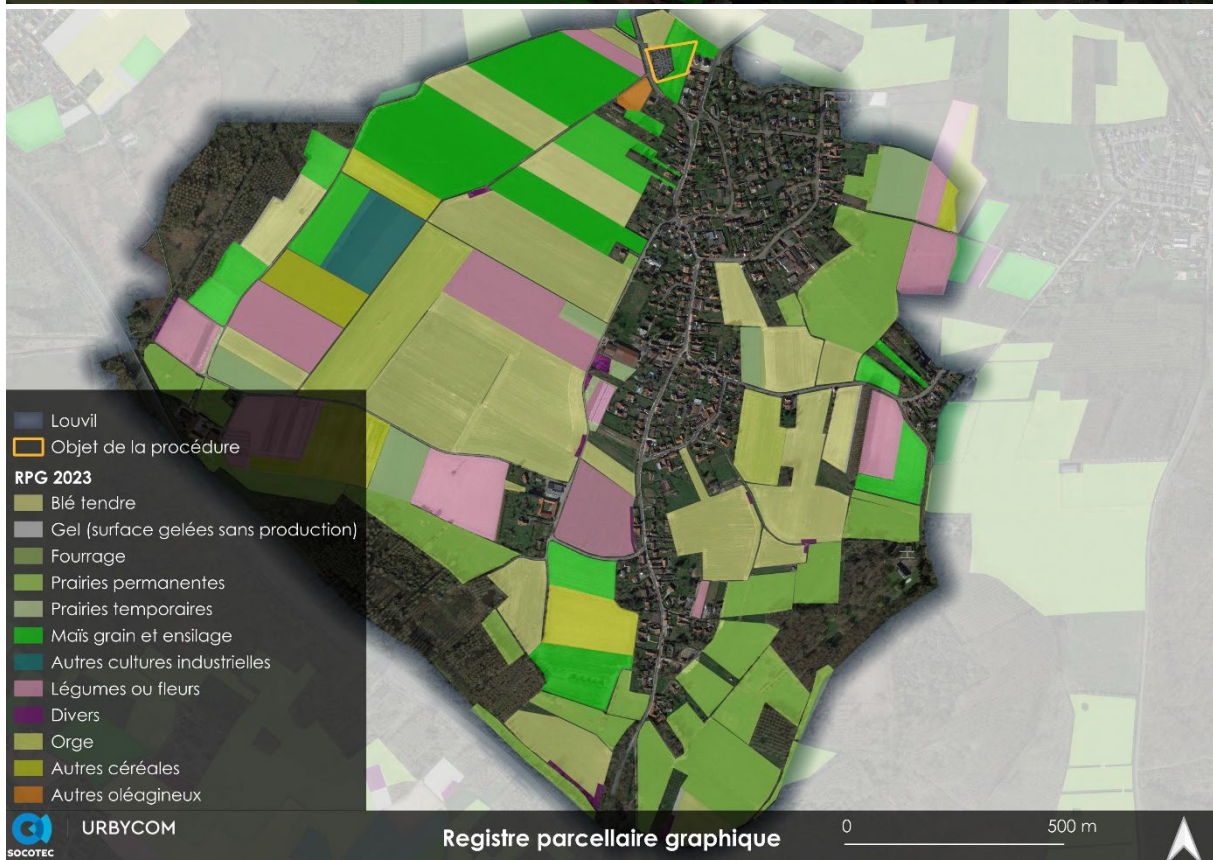 Louvil
Objet de la procédure
RPG 2023
Blé tendre
Gel (surface gelées sans production)
Fourrage
Prairies permanentes
Prairies temporaires
Maïs grain et ensilage
Autres cultures industrielles
Légumes ou fleurs
Divers
Orge
Autres céréales
Autres oléagineux
SOCOTEC
URBYCOM
Registre parcellaire graphique
0 500 m